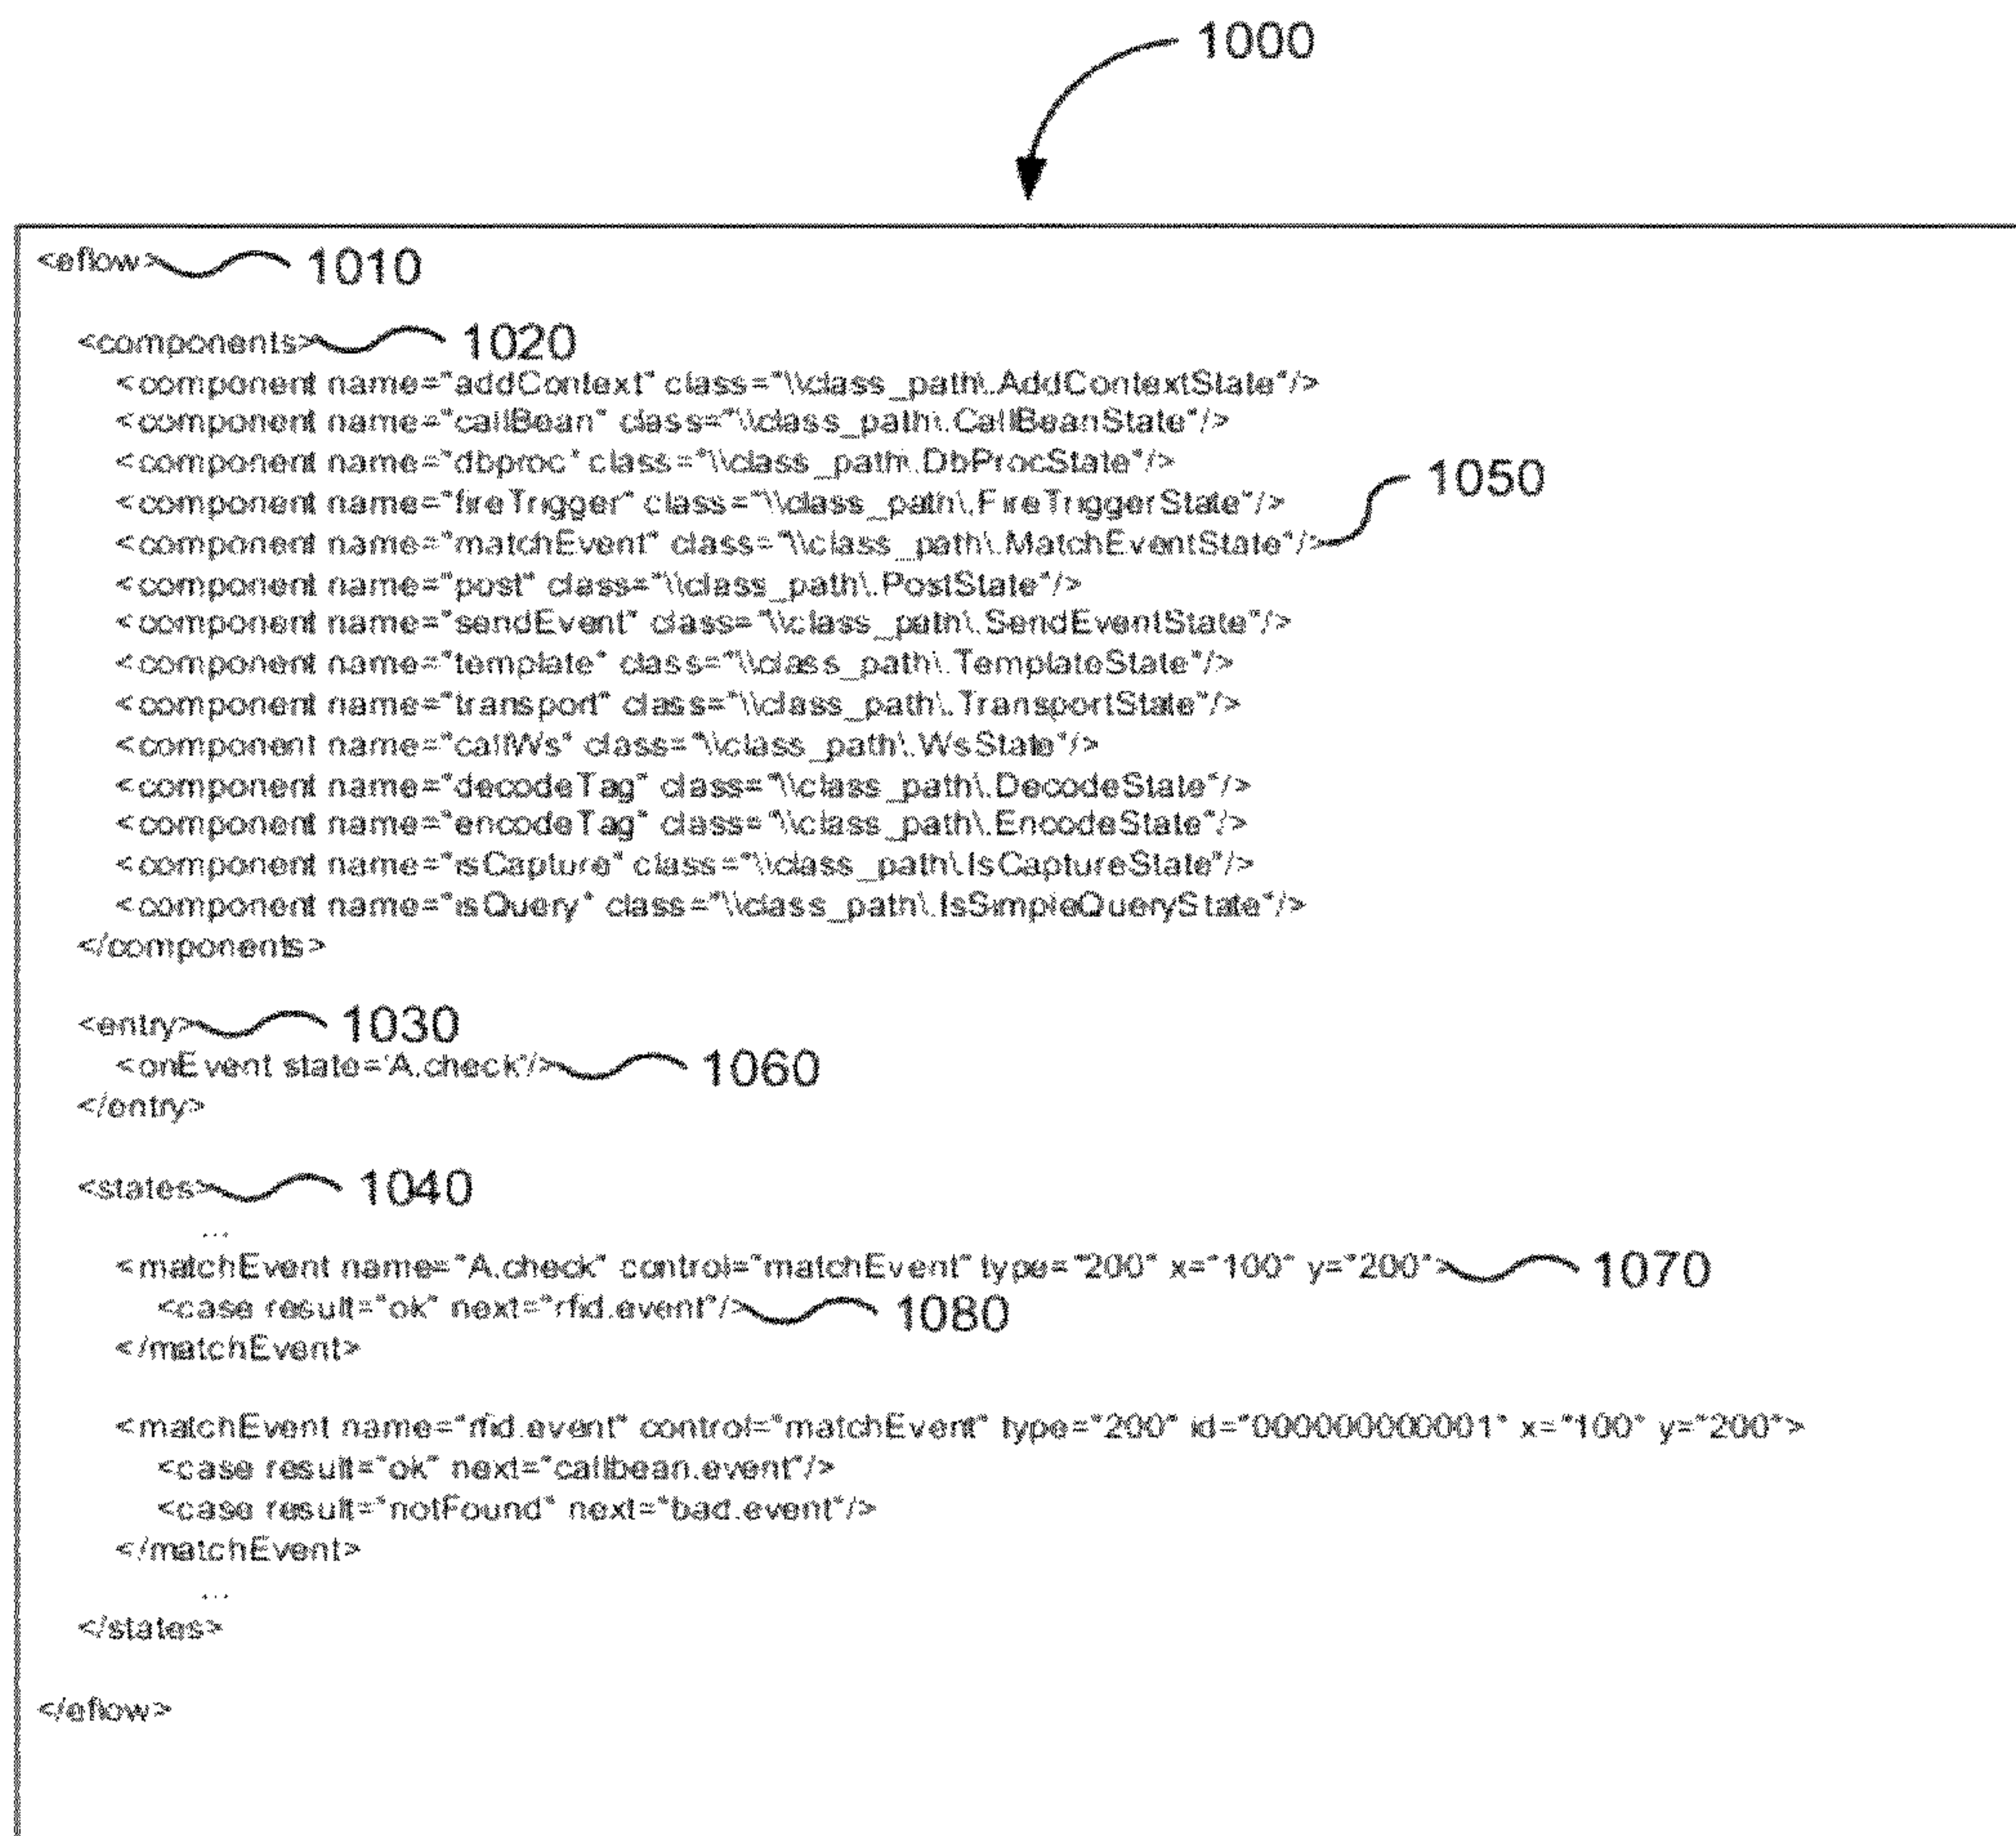 1000
<eflow> 1010
<components> 1020
<component name="addContext" class="\\class_path\.AddContextState"/>
<component name="callBean" class="\\class_path\.CallBeanState"/>
<component name="dbproc" class="\\class_path\.DbProcState"/>
<component name="fireTrigger" class="\\class_path\.FireTriggerState"/>
<component name="matchEvent" class="\\class_path\.MatchEventState"/> 1050
<component name="post" class="\\class_path\.PostState"/>
<component name="sendEvent" class="\\class_path\.SendEventState"/>
<component name="template" class="\\class_path\.TemplateState"/>
<component name="transport" class="\\class_path\.TransportState"/>
<component name="callWs" class="\\class_path\.WsState"/>
<component name="decodeTag" class="\\class_path\.DecodeState"/>
<component name="encodeTag" class="\\class_path\.EncodeState"/>
<component name="isCapture" class="\\class_path\.IsCaptureState"/>
<component name="isQuery" class="\\class_path\.IsSimpleQueryState"/>
</components>
<entry> 1030
<onEvent state='A.check"/> 1060
</entry>
<states> 1040
...
<matchEvent name="A.check" control="matchEvent" type="200" x="100" y="200"> 1070
<case result="ok" next="rfid.event"/> 1080
</matchEvent>
<matchEvent name="rfid.event" control="matchEvent" type="200" id="000000000001" x="100" y="200">
<case result="ok" next="callbean.event"/>
<case result="notFound" next="bad.event"/>
</matchEvent>
...
</states>
</eflow>